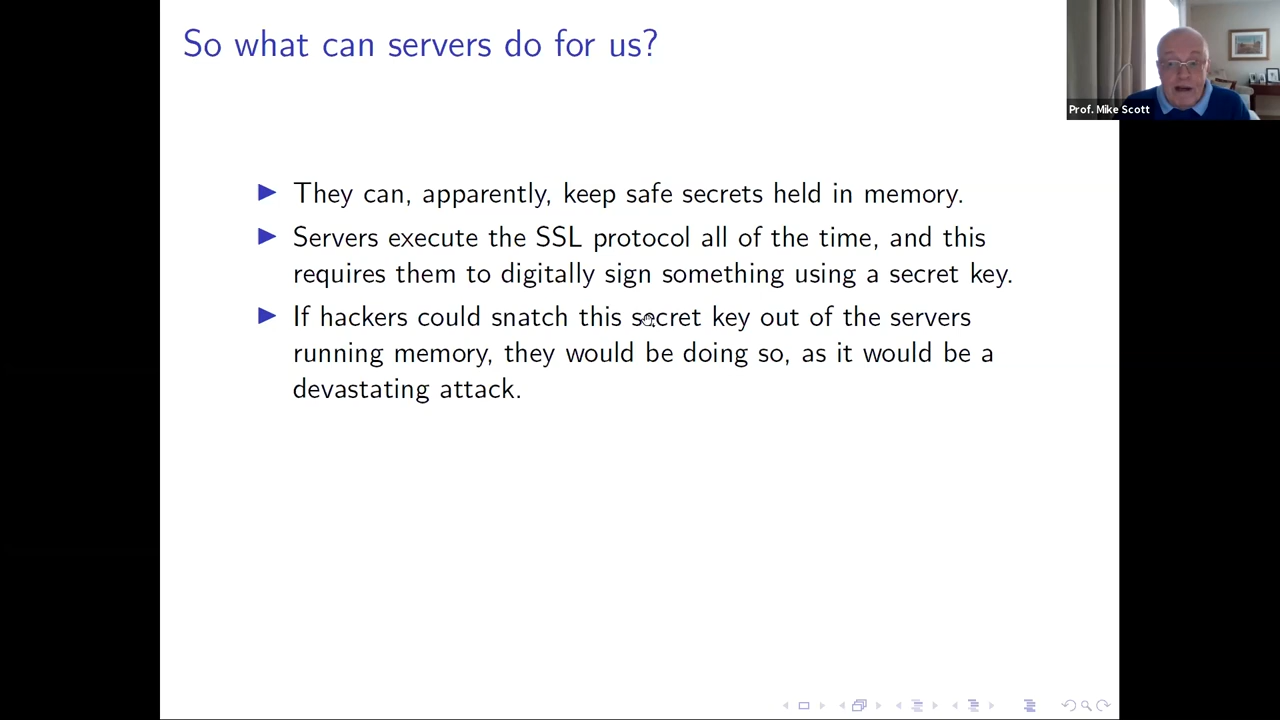 So what can servers do for us?
Prof. Mike Scott
They can, apparently, keep safe secrets held in memory.
Servers execute the SSL protocol all of the time, and this
requires them to digitally sign something using a secret key.
If hackers could snatch this secret key out of the servers
running memory, they would be doing so, as it would be a
devastating attack.